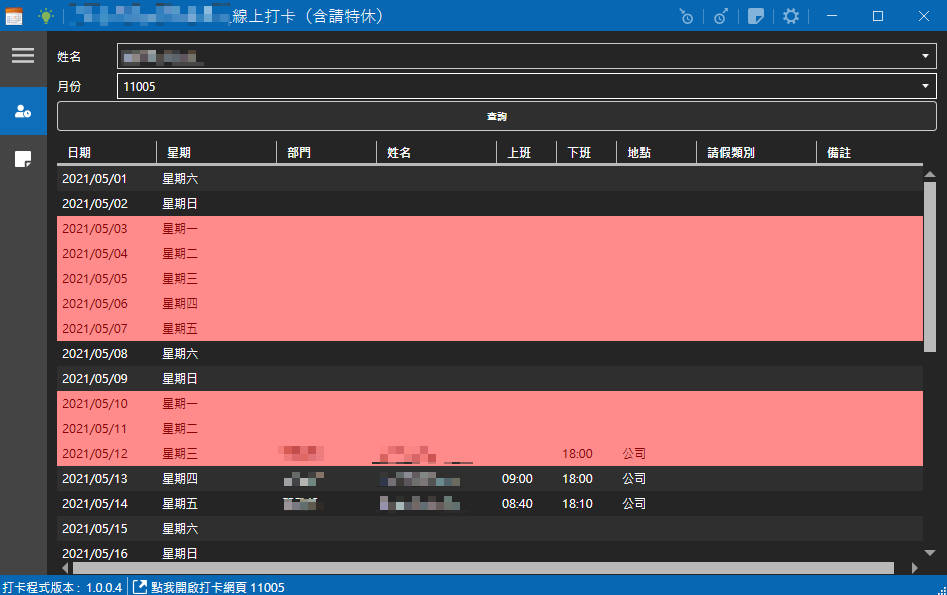 線上打卡（含請特休）
姓名
月份 11005
查詢
日期 星期 部門 姓名 上班 下班 地點 請假類別 備註
2021/05/01 星期六
2021/05/02 星期日
2021/05/03 星期一
2021/05/04 星期二
2021/05/05 星期三
2021/05/06 星期四
2021/05/07 星期五
2021/05/08 星期六
2021/05/09 星期日
2021/05/10 星期一
2021/05/11 星期二
2021/05/12 星期三 18:00 公司
2021/05/13 星期四 09:00 18:00 公司
2021/05/14 星期五 08:40 18:10 公司
2021/05/15 星期六
2021/05/16 星期日
打卡程式版本： 1.0.0.4 點我開啟打卡網頁 11005